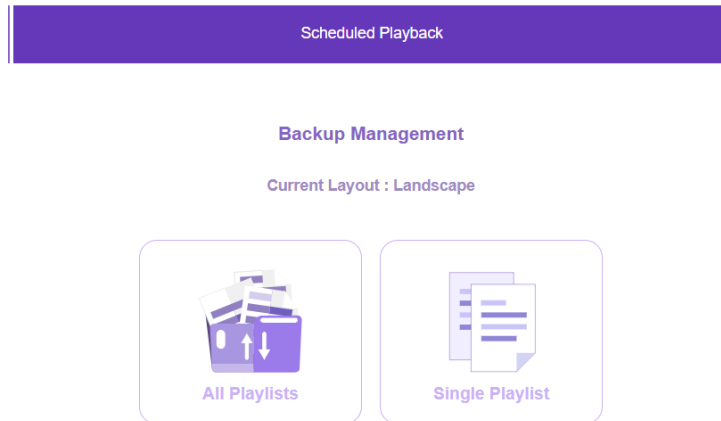 Scheduled Playback
Backup Management
Current Layout : Landscape
All Playlists
Single Playlist